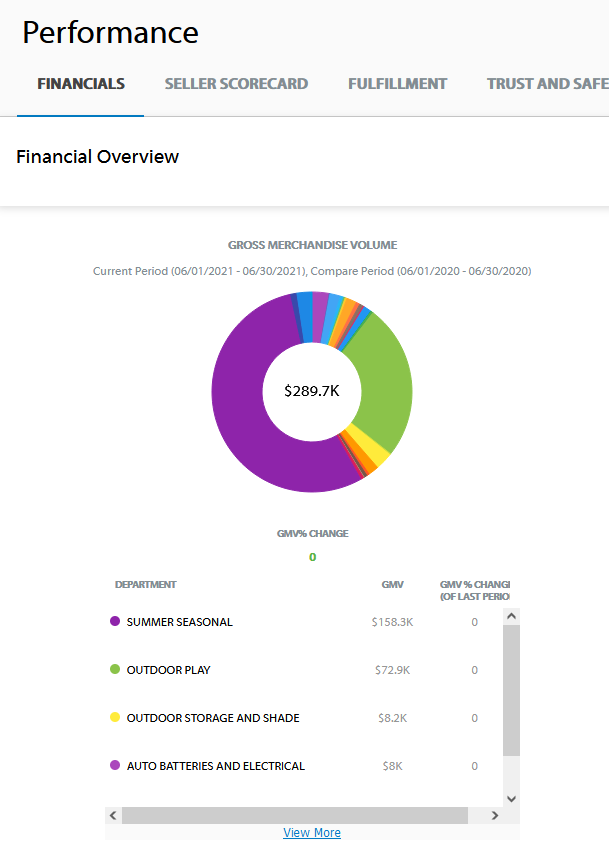 Performance
FINANCIALS SELLER SCORECARD FULFILLMENT TRUST AND SAFE
Financial Overview
GROSS MERCHANDISE VOLUME
Current Period (06/01/2021 - 06/30/2021), Compare Period (06/01/2020 - 06/30/2020)
$289.7K
GMV% CHANGE
0
DEPARTMENT GMV GMV % CHANGI
(OF LAST PERIO
SUMMER SEASONAL $158.3K 0
OUTDOOR PLAY $72.9K 0
OUTDOOR STORAGE AND SHADE $8.2K 0
AUTO BATTERIES AND ELECTRICAL $8K 0
View More